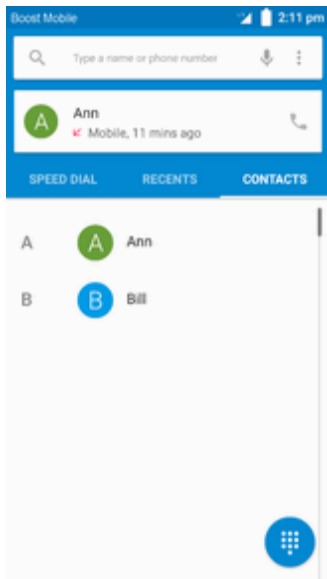 Boost Mobile 2:11 pm
Type a name or phone number
A Ann
Mobile, 11 mins ago
SPEED DIAL RECENTS CONTACTS
A A Ann
B B Bill